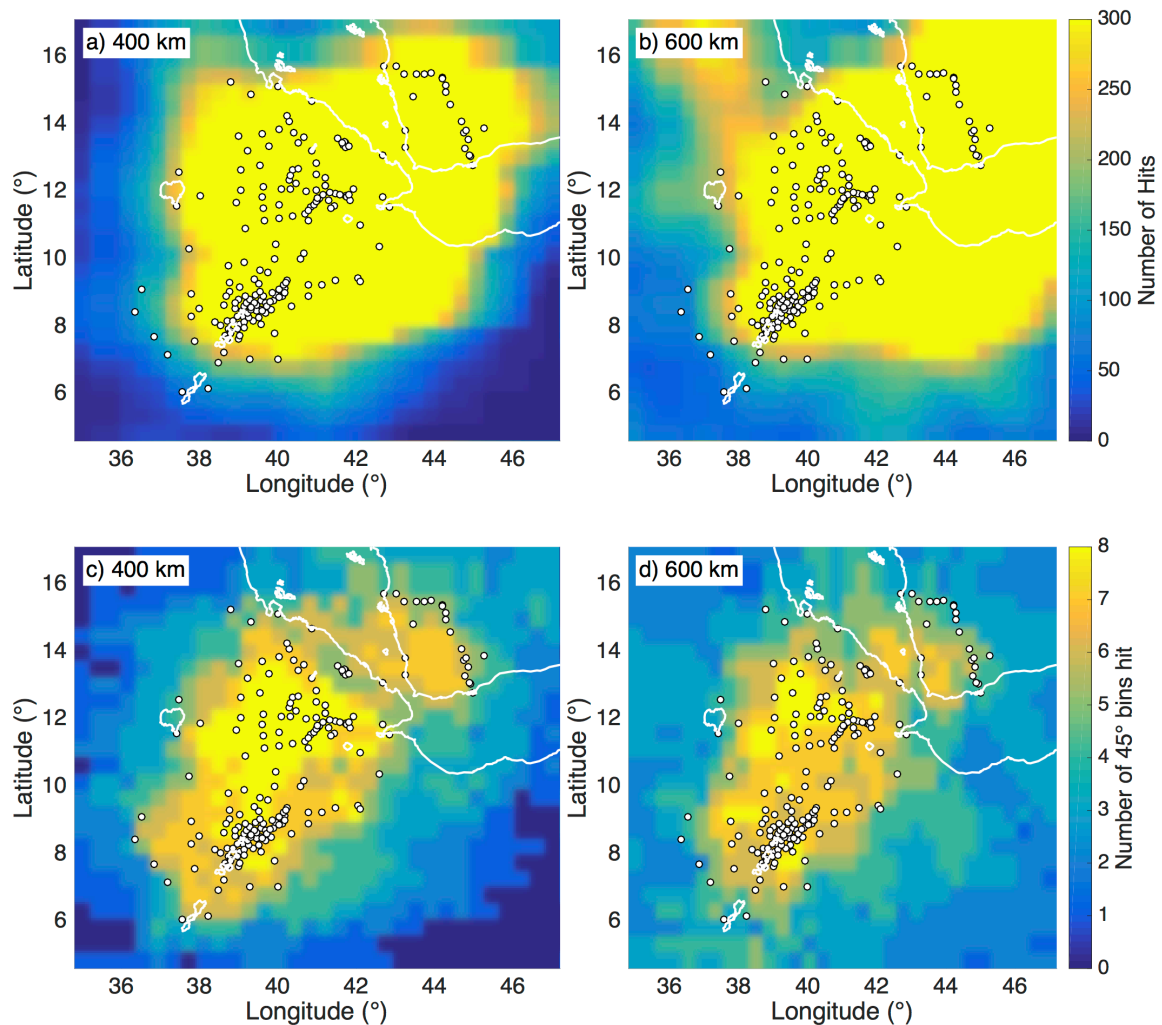 a) 400 km
b) 600 km
16
14
12
10
8
6
Latitude (°)
36 38 40 42 44 46
Longitude (°)
16
14
12
10
8
6
Latitude (°)
36 38 40 42 44 46
Longitude (°)
300
250
200
150
100
50
0
Number of Hits
c) 400 km
d) 600 km
16
14
12
10
8
6
Latitude (°)
36 38 40 42 44 46
Longitude (°)
16
14
12
10
8
6
Latitude (°)
36 38 40 42 44 46
Longitude (°)
8
7
6
5
4
3
2
1
0
Number of 45° bins hit